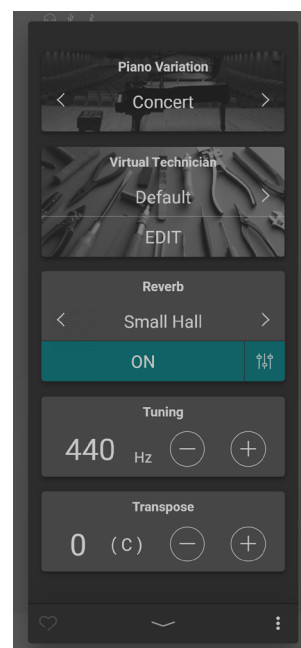 Piano Variation
Concert
Virtual Technician
Default
EDIT
Reverb
Small Hall
ON
Tuning
440 Hz
Transpose
0 (C)